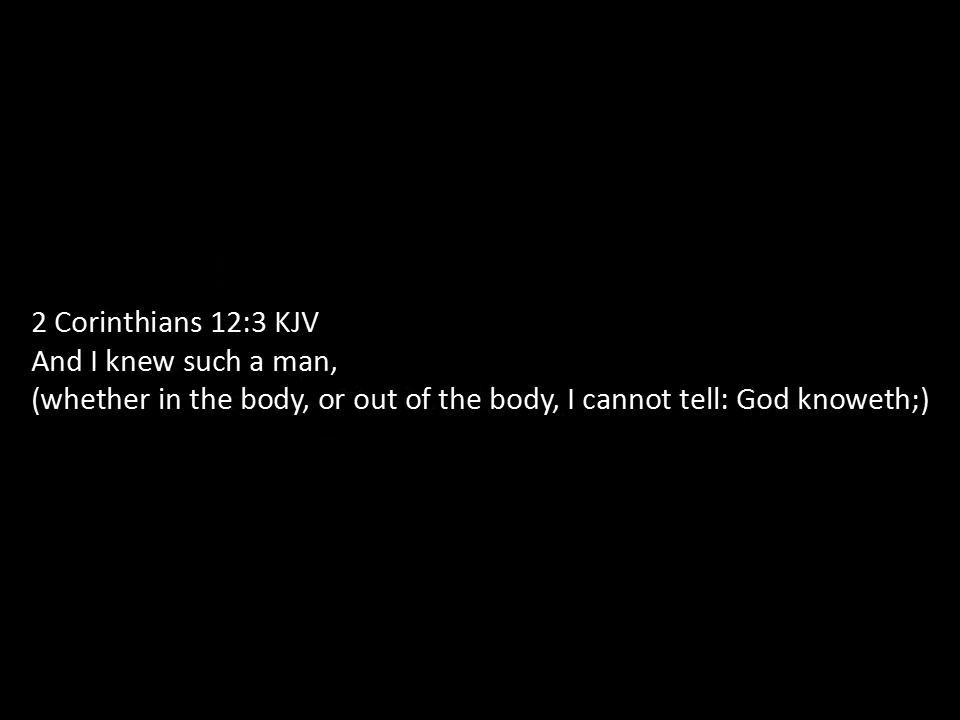 2 Corinthians 12:3 KJV
And I knew such a man,
(whether in the body, or out of the body, I cannot tell: God knoweth;)